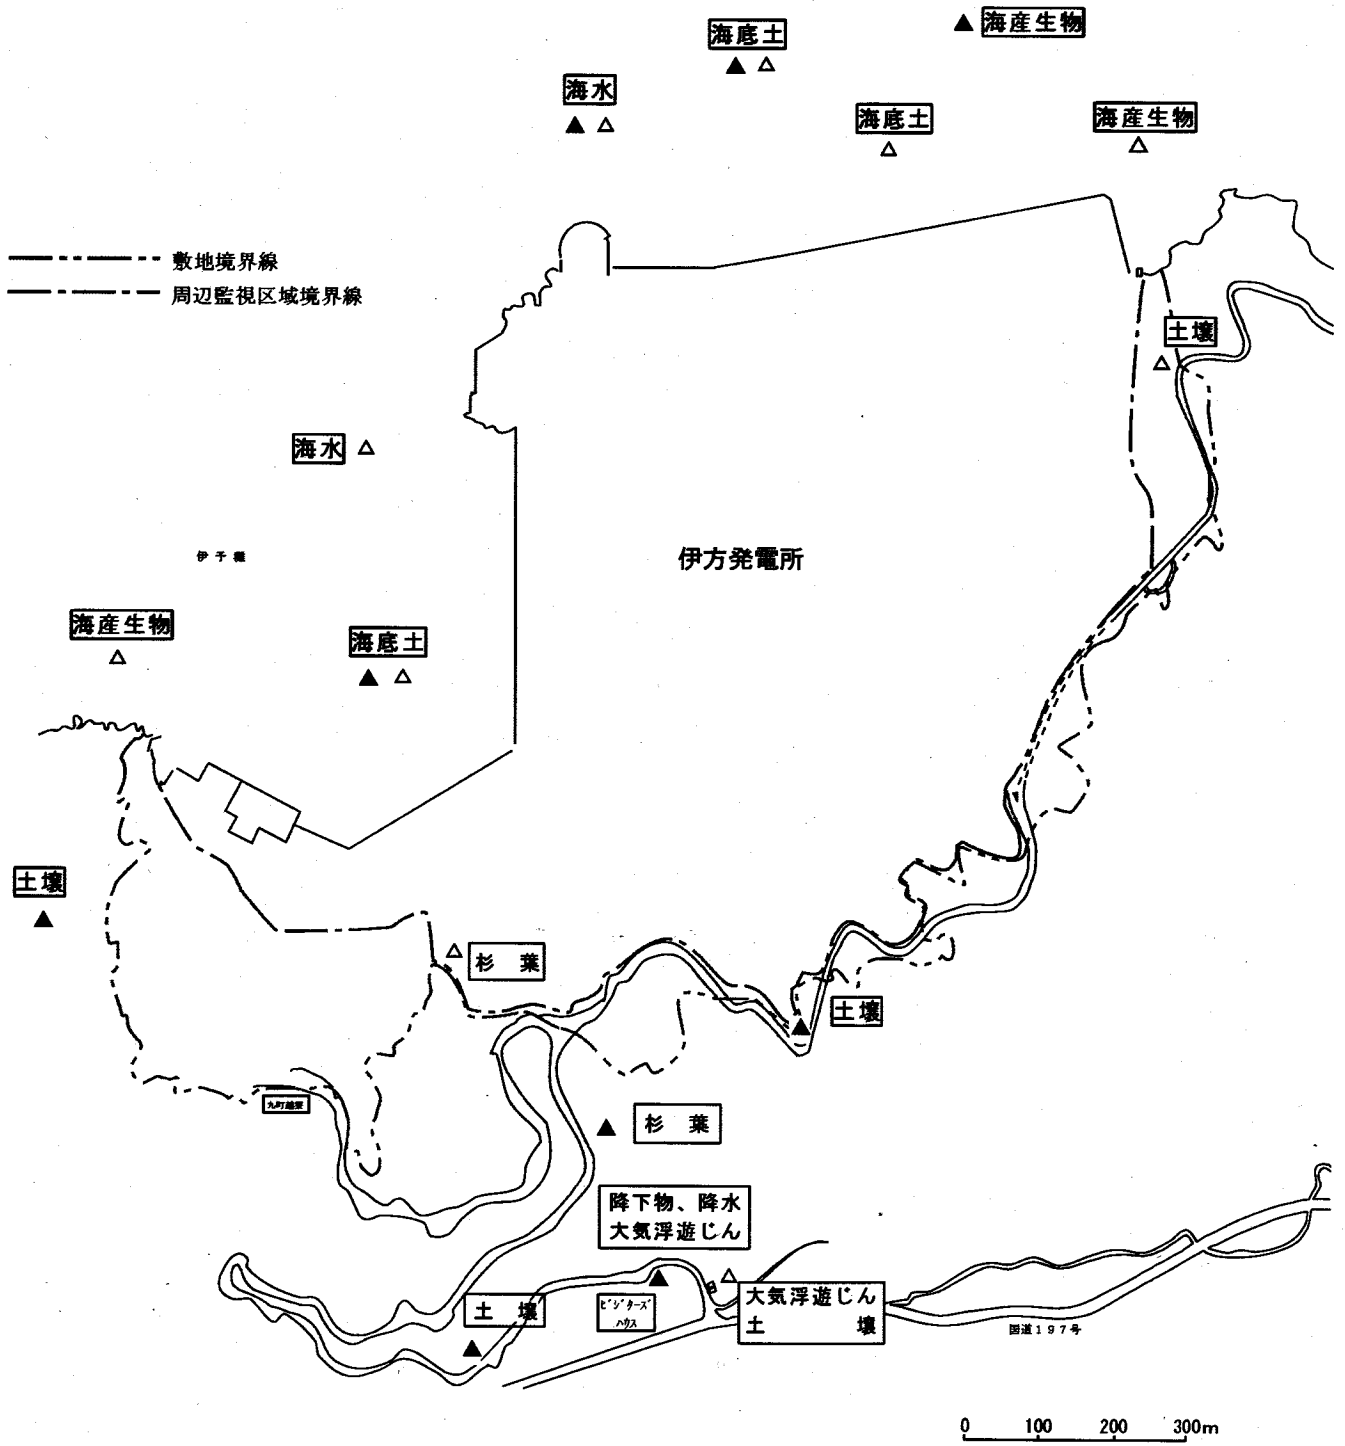 海産生物
海底土
海水
海底土
海産生物
敷地境界線
周辺監視区域境界線
土壌
海水
伊予灘
伊方発電所
海産生物
海底土
土壌
杉 葉
土壌
九町越寮
杉 葉
降下物、降水
大気浮遊じん
土 壌
ビジターズ
ハウス
大気浮遊じん
土 壌
国道197号
0 100 200 300m